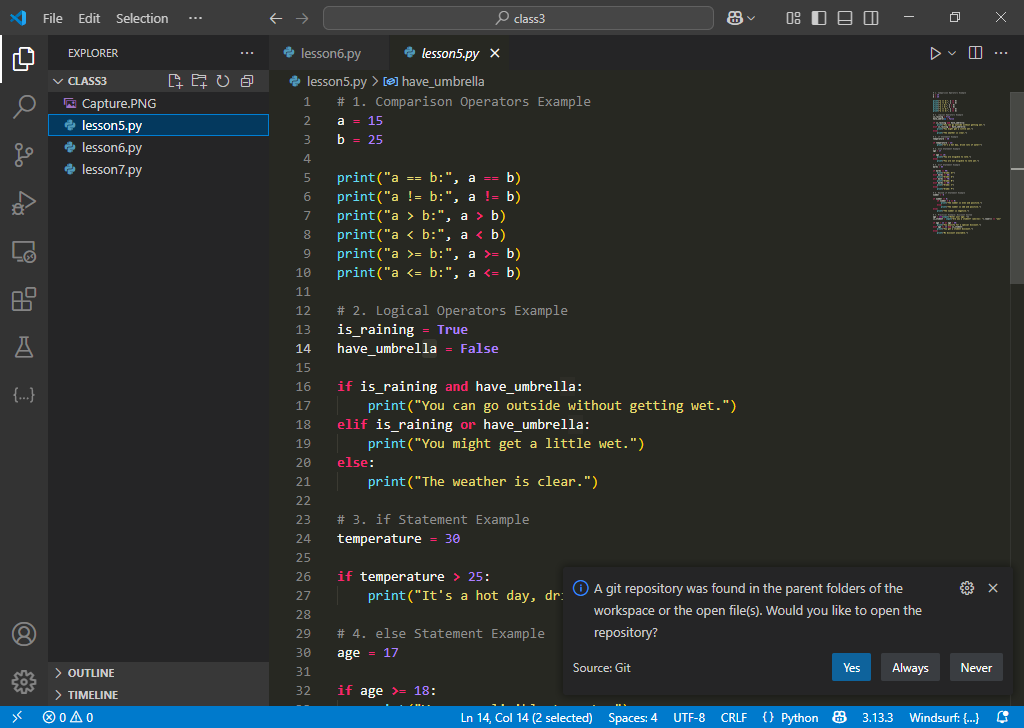 File Edit Selection ··· class3
EXPLORER ···
CLASS3
Capture.PNG
lesson5.py
lesson6.py
lesson7.py
OUTLINE
TIMELINE
lesson6.py lesson5.py
lesson5.py > have_umbrella
1 # 1. Comparison Operators Example
2 a = 15
3 b = 25
4
5 print("a == b:", a == b)
6 print("a != b:", a != b)
7 print("a > b:", a > b)
8 print("a < b:", a < b)
9 print("a >= b:", a >= b)
10 print("a <= b:", a <= b)
11
12 # 2. Logical Operators Example
13 is_raining = True
14 have_umbrella = False
15
16 if is_raining and have_umbrella:
17 print("You can go outside without getting wet.")
18 elif is_raining or have_umbrella:
19 print("You might get a little wet.")
20 else:
21 print("The weather is clear.")
22
23 # 3. if Statement Example
24 temperature = 30
25
26 if temperature > 25:
27 print("It's a hot day, dri
28
29 # 4. else Statement Example
30 age = 17
31
32 if age >= 18:
A git repository was found in the parent folders of the
workspace or the open file(s). Would you like to open the
repository?
Source: Git
Yes Always Never
0 0 Ln 14, Col 14 (2 selected) Spaces: 4 UTF-8 CRLF {} Python 3.13.3 Windsurf: {...}